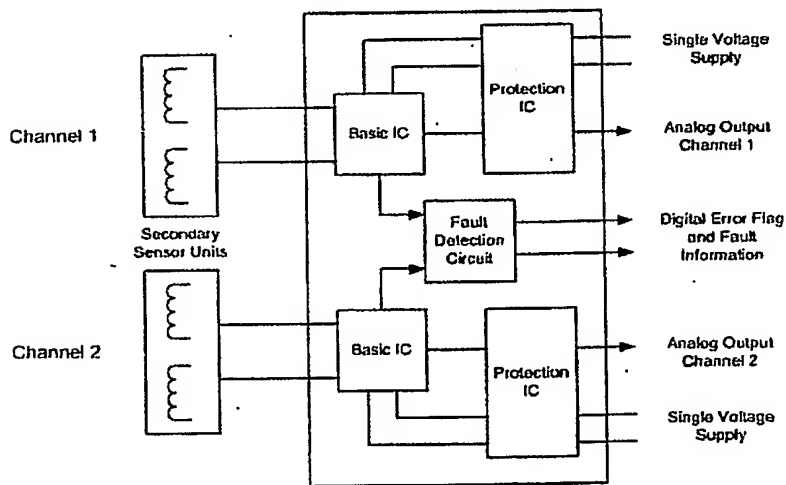 Single Voltage
Supply
Protection
IC
Channel 1
Basic IC
Analog Output
Channel 1
Secondary
Sensor Units
Fault
Detection
Circuit
Digital Error Flag
and Fault
Information
Channel 2
Basic IC
Analog Output
Channel 2
Protection
IC
Single Voltage
Supply